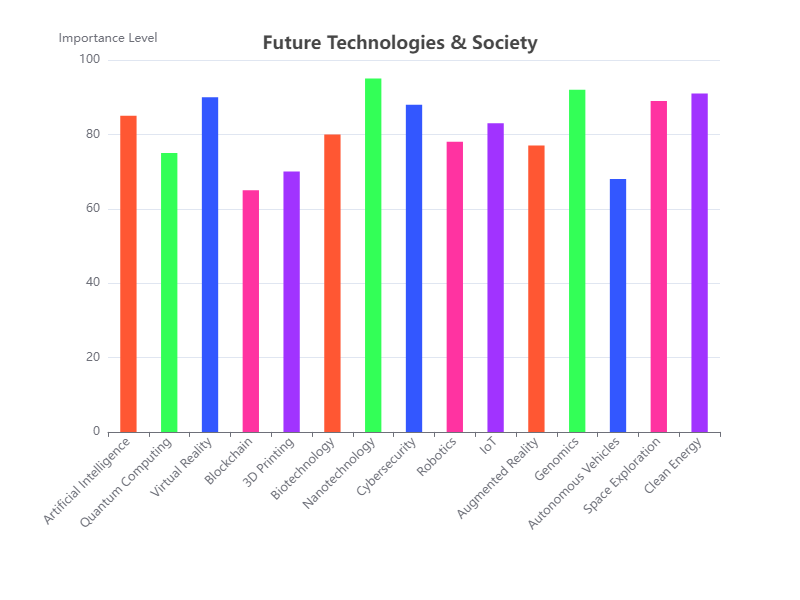 Importance Level
Future Technologies & Society
100
80
60
40
20
0
Artificial Intelligence
Quantum Computing
Virtual Reality
Blockchain
3D Printing
Biotechnology
Nanotechnology
Cybersecurity
Robotics
IoT
Augmented Reality
Genomics
Autonomous Vehicles
Space Exploration
Clean Energy